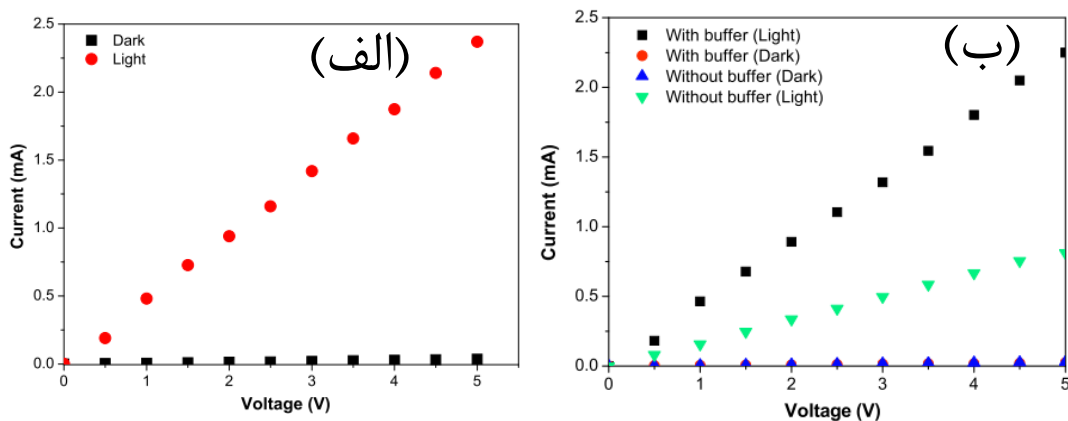 2.5
2.0
1.5
1.0
0.5
0.0
Current (mA)
Dark
Light
(الف)
0 1 2 3 4 5
Voltage (V)
2.5
2.0
1.5
1.0
0.5
0.0
Current (mA)
With buffer (Light)
With buffer (Dark)
Without buffer (Dark)
Without buffer (Light)
(ب)
0 1 2 3 4 5
Voltage (V)